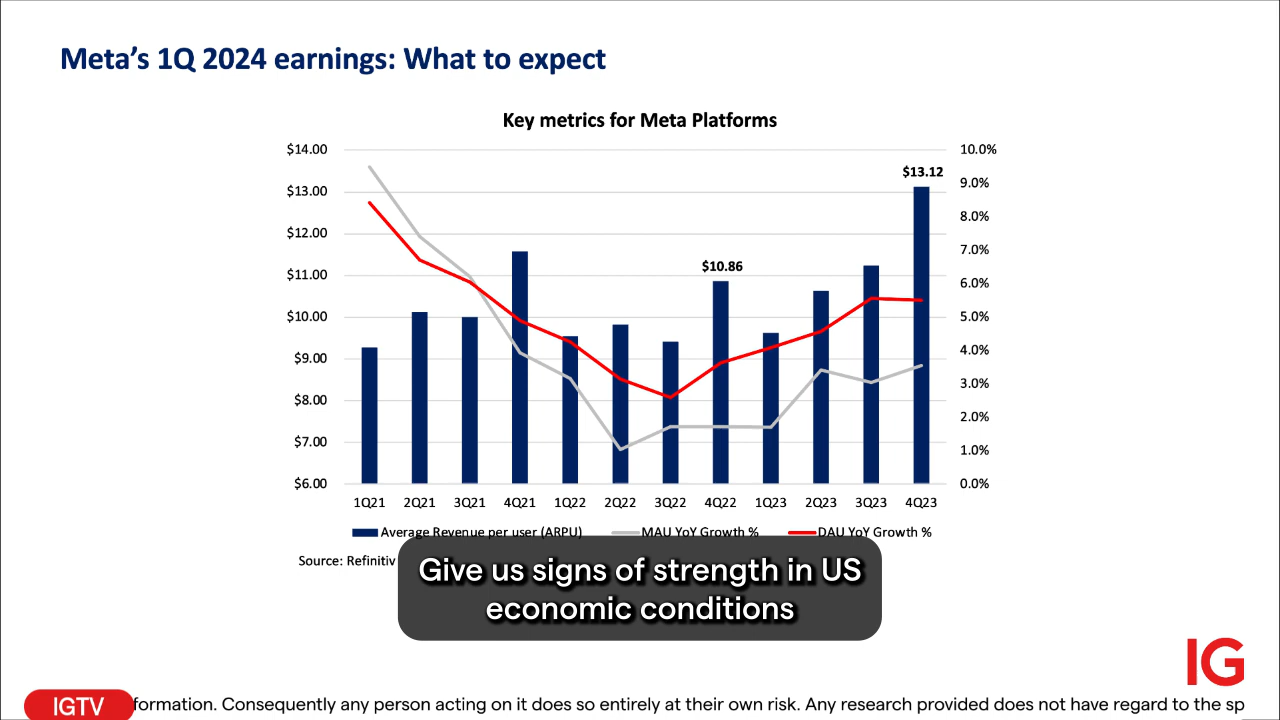 Meta's 1Q 2024 earnings: What to expect
Key metrics for Meta Platforms
$14.00
$13.00
$12.00
$11.00
$10.00
$9.00
$8.00
$7.00
$6.00
10.0%
9.0%
8.0%
7.0%
6.0%
5.0%
4.0%
3.0%
2.0%
1.0%
0.0%
$10.86
$13.12
1Q21 2Q21 3Q21 4Q21 1Q22 2Q22 3Q22 4Q22 1Q23 2Q23 3Q23 4Q23
Average Revenue per user (ARPU) MAU YoY Growth % DAU YoY Growth %
Source: Refinitiv
Give us signs of strength in US
economic conditions
IG
IGTV formation. Consequently any person acting on it does so entirely at their own risk. Any research provided does not have regard to the sp